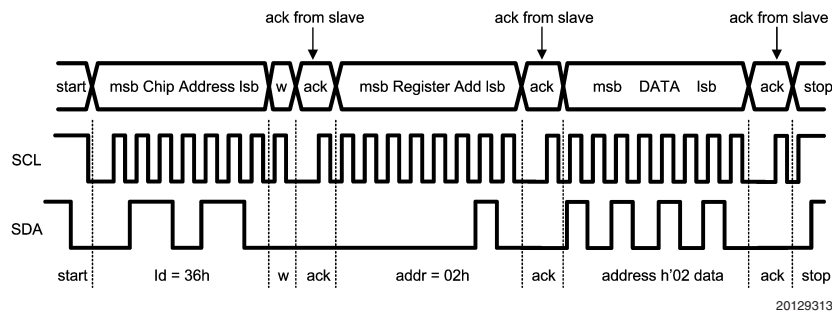 ack from slave ack from slave ack from slave
start msb Chip Address lsb w ack msb Register Add lsb ack msb DATA lsb ack stop
SCL
SDA
start Id = 36h w ack addr = 02h ack address h'02 data ack stop
20129313